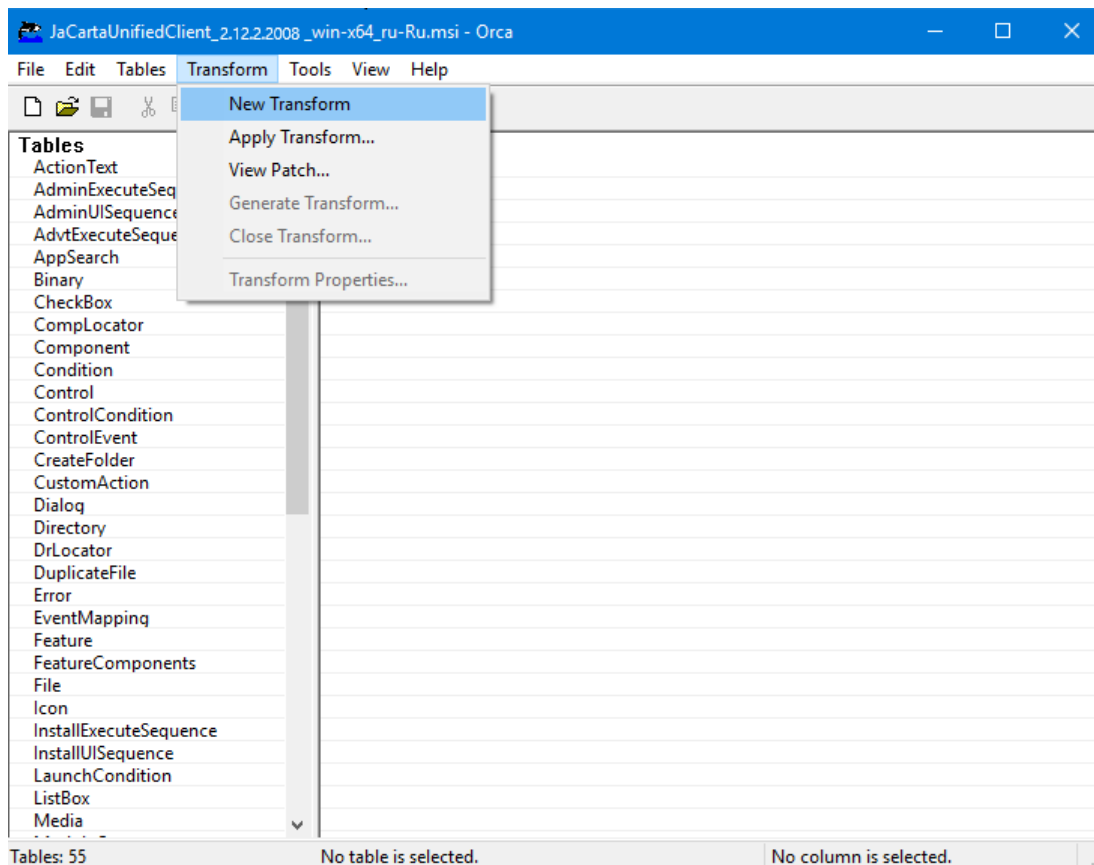 JaCartaUnifiedClient_2.12.2.2008 _win-x64_ru-Ru.msi - Orca
File Edit Tables Transform Tools View Help
New Transform
Apply Transform...
View Patch...
Generate Transform...
Close Transform...
Transform Properties...
Tables
ActionText
AdminExecuteSeq
AdminUISequence
AdvtExecuteSeque
AppSearch
Binary
CheckBox
CompLocator
Component
Condition
Control
ControlCondition
ControlEvent
CreateFolder
CustomAction
Dialog
Directory
DrLocator
DuplicateFile
Error
EventMapping
Feature
FeatureComponents
File
Icon
InstallExecuteSequence
InstallUISequence
LaunchCondition
ListBox
Media
Tables: 55 No table is selected. No column is selected.